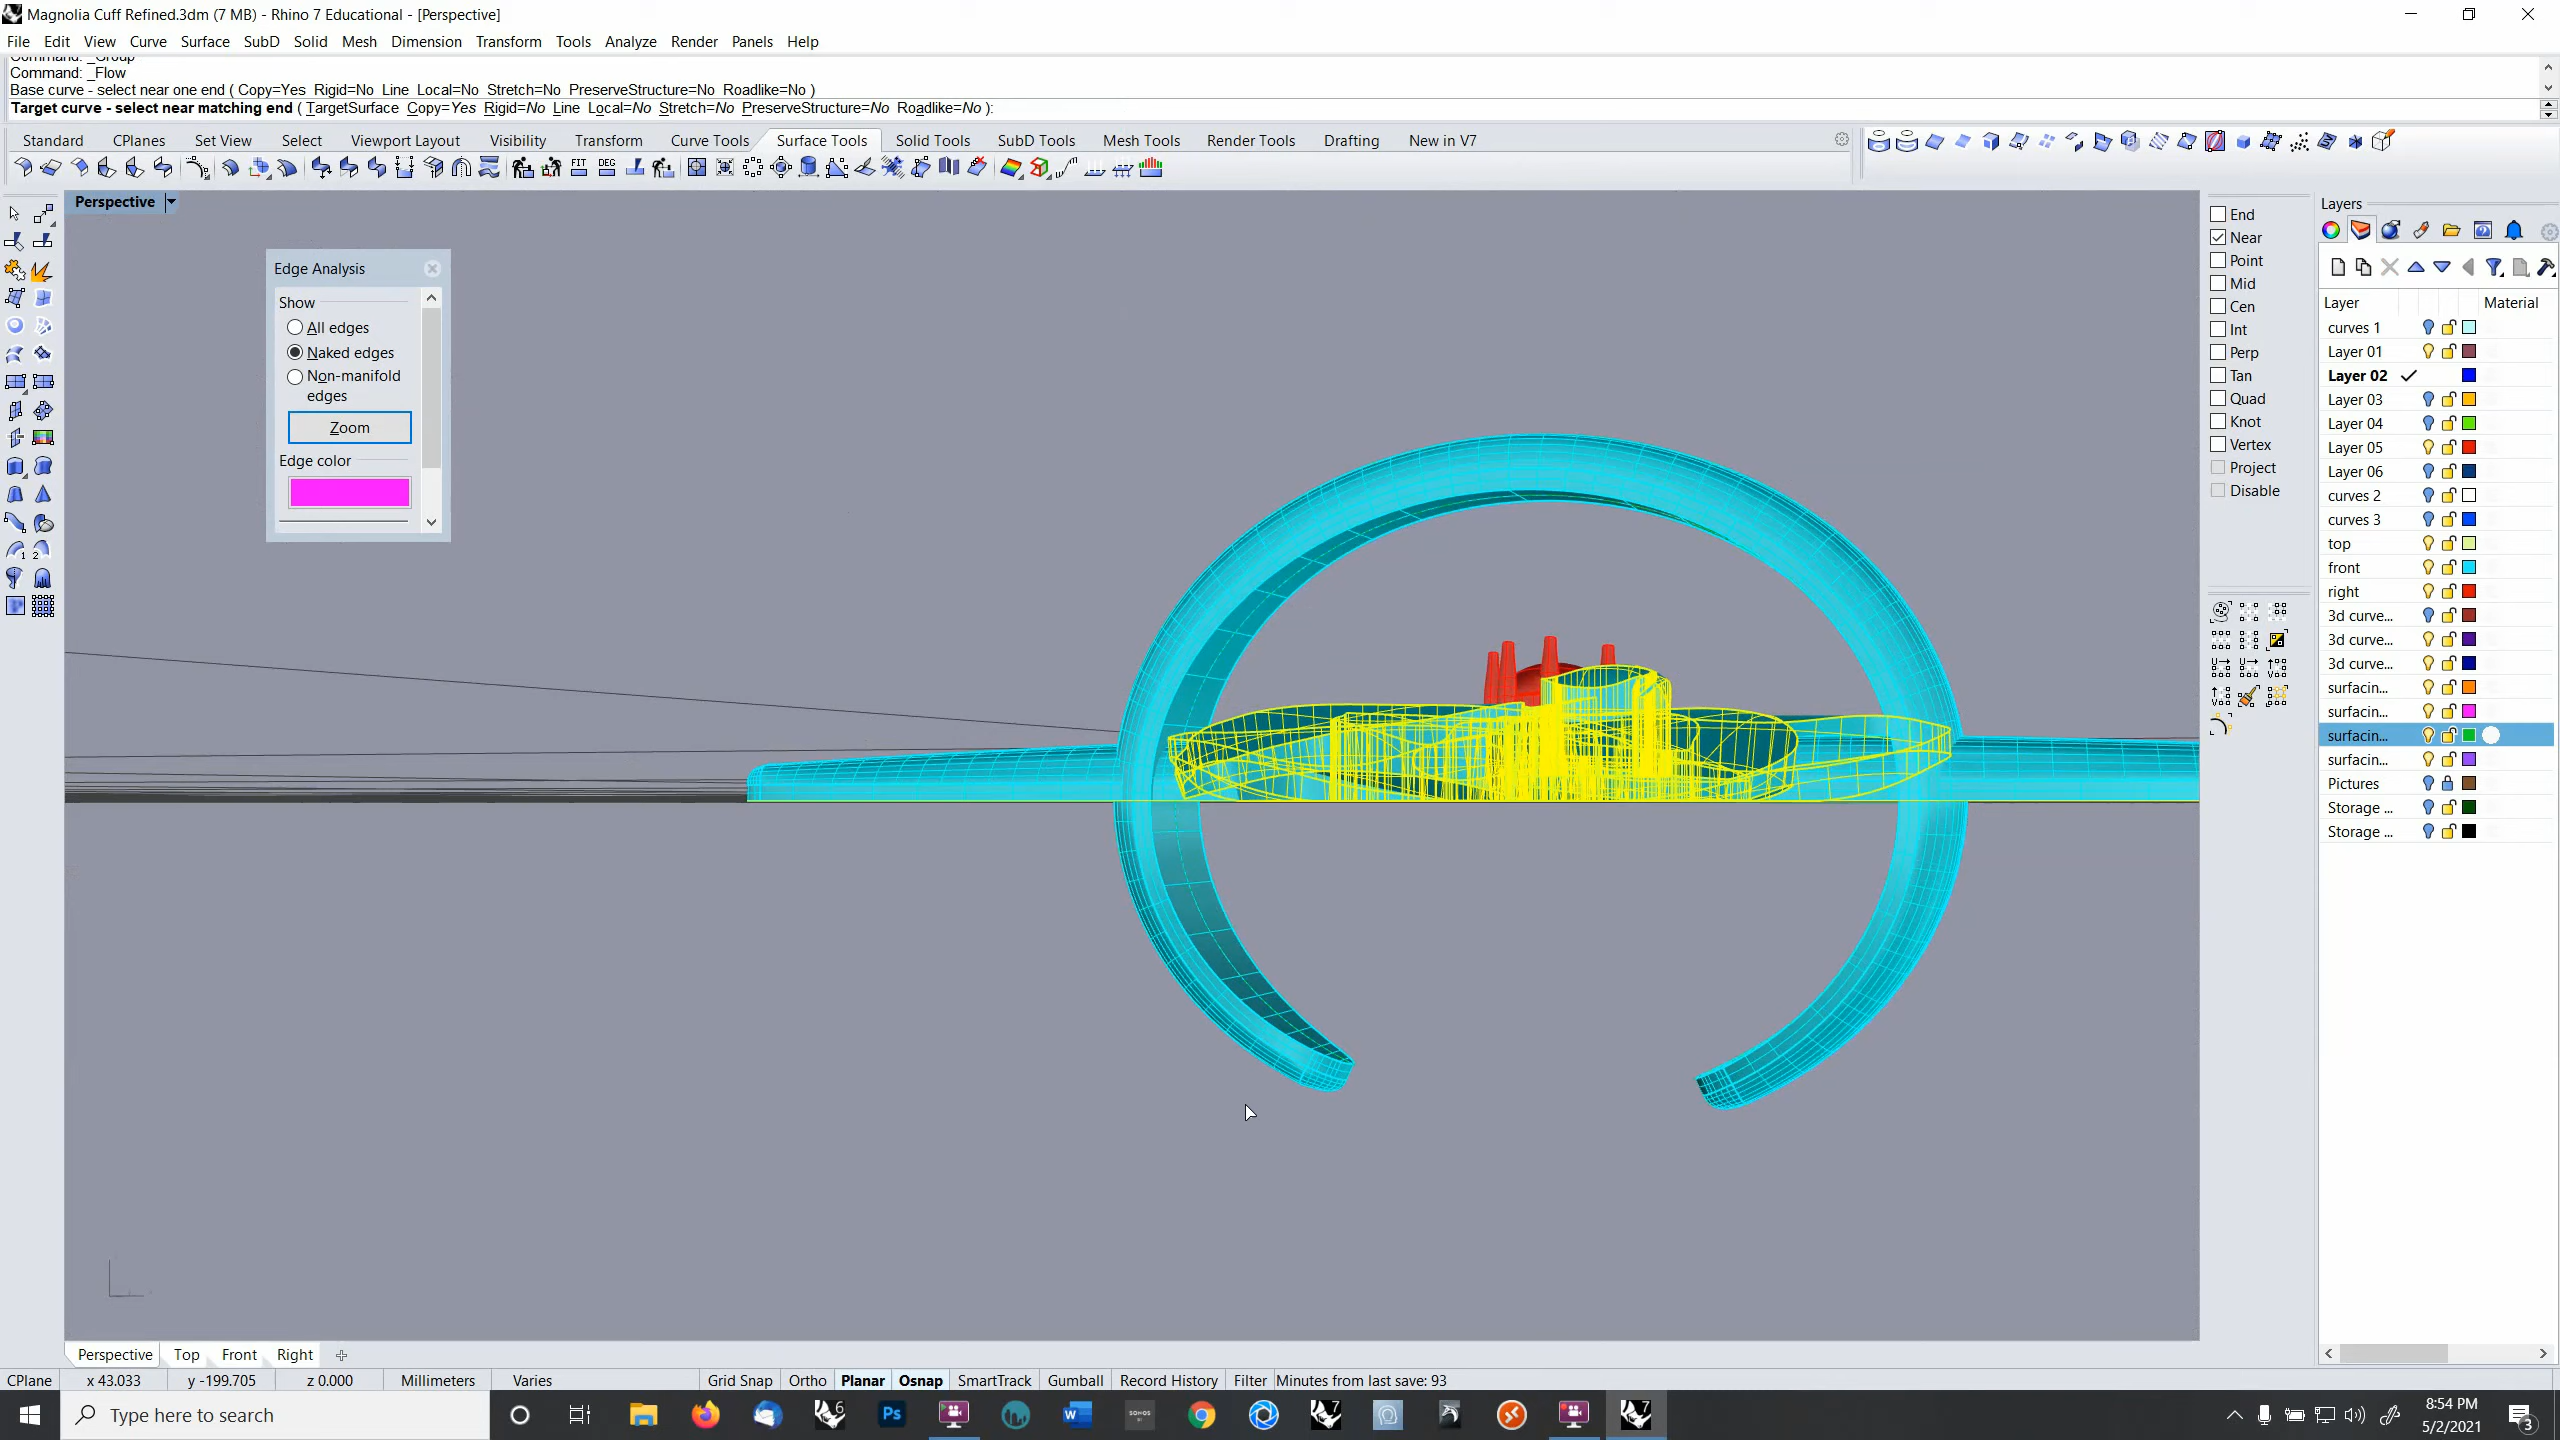 Magnolia Cuff Refined.3dm (7 MB) - Rhino 7 Educational - [Perspective]
File Edit View Curve Surface SubD Solid Mesh Dimension Transform Tools Analyze Render Panels Help
Command: _Group
Command: _Flow
Base curve - select near one end ( Copy=Yes Rigid=No Line Local=No Stretch=No PreserveStructure=No Roadlike=No )
Target curve - select near matching end ( TargetSurface Copy=Yes Rigid=No Line Local=No Stretch=No PreserveStructure=No Roadlike=No ):
Standard CPlanes Set View Select Viewport Layout Visibility Transform Curve Tools Surface Tools Solid Tools SubD Tools Mesh Tools Render Tools Drafting New in V7
FIT DEG
Perspective
Edge Analysis
Show
All edges
Naked edges
Non-manifold
edges
Zoom
Edge color
End
Near
Point
Mid
Cen
Int
Perp
Tan
Quad
Knot
Vertex
Project
Disable
Layers
Layer Material
curves 1
Layer 01
Layer 02
Layer 03
Layer 04
Layer 05
Layer 06
curves 2
curves 3
top
front
right
3d curve...
3d curve...
3d curve...
surfacin...
surfacin...
surfacin...
surfacin...
Pictures
Storage ...
Storage ...
Perspective Top Front Right
CPlane x 43.033 y -199.705 z 0.000 Millimeters Varies Grid Snap Ortho Planar Osnap SmartTrack Gumball Record History Filter Minutes from last save: 93
Type here to search
6
Ps
W
SONOS
7
7
8:54 PM
5/2/2021
3